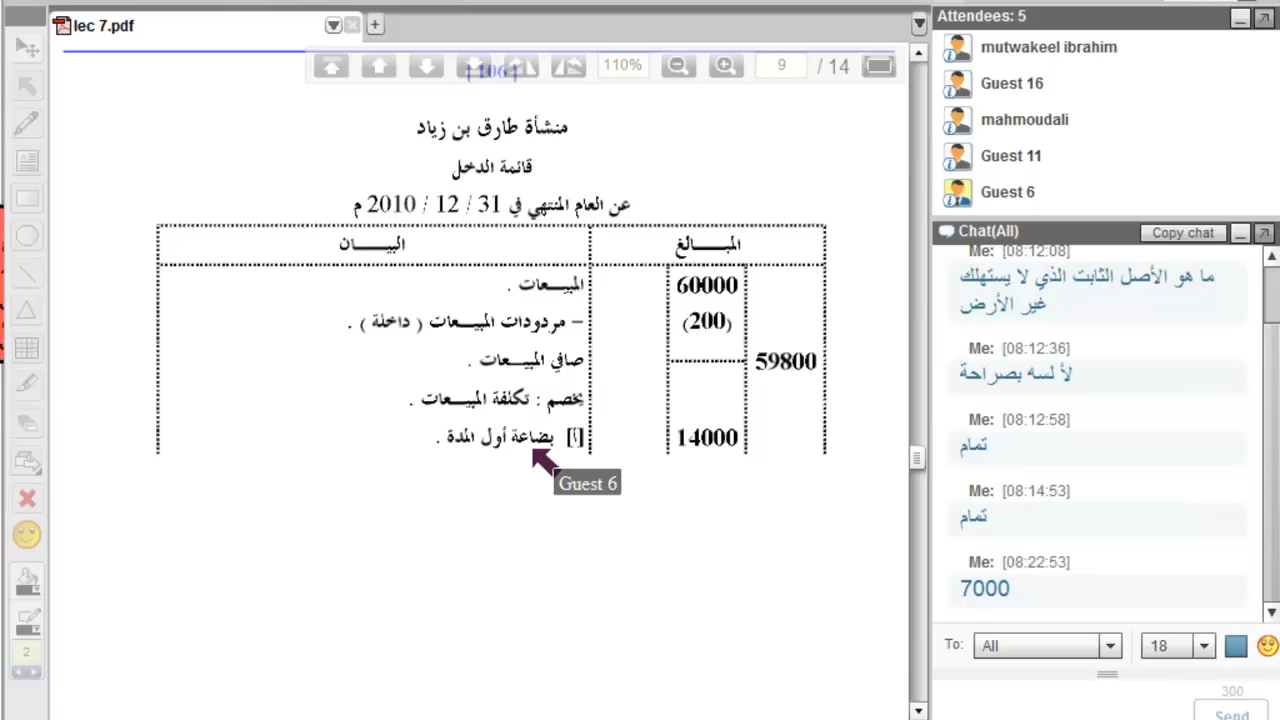 lec 7.pdf
110%
9 / 14
[ 106 ]
منشأة طارق بن زياد
قائمة الدخل
عن العام المنتهي في 31 / 12 / 2010 م
المبـــالغ البيـــــان
60000 المبيـــعات .
(200) – مردودات المبيـــعات ( داخلة ) .
59800 صافي المبيـــعات .
يخصم : تكلفة المبيـــعات .
14000 [أ] بضاعة أول المدة .
Guest 6
2
Attendees: 5
mutwakeel ibrahim
Guest 16
mahmoudali
Guest 11
Guest 6
Chat(All)
Copy chat
Me: [08:12:08]
ما هو الأصل الثابت الذي لا يستهلك
غير الأرض
Me: [08:12:36]
لأ لسه بصراحة
Me: [08:12:58]
تمام
Me: [08:14:53]
تمام
Me: [08:22:53]
7000
To: All 18
300
Send